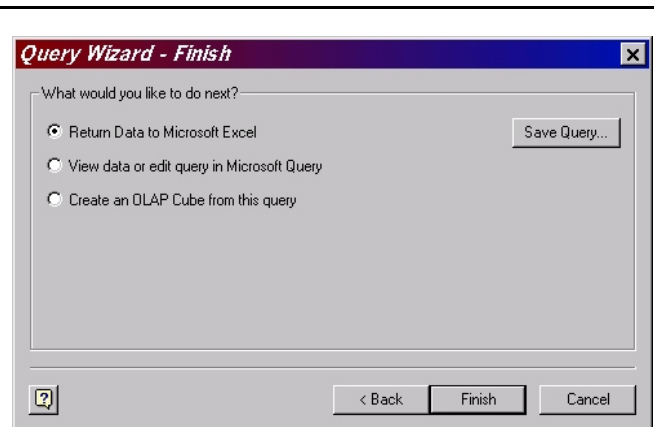 Query Wizard - Finish
What would you like to do next?
Return Data to Microsoft Excel
Save Query...
View data or edit query in Microsoft Query
Create an OLAP Cube from this query
?
< Back
Finish
Cancel